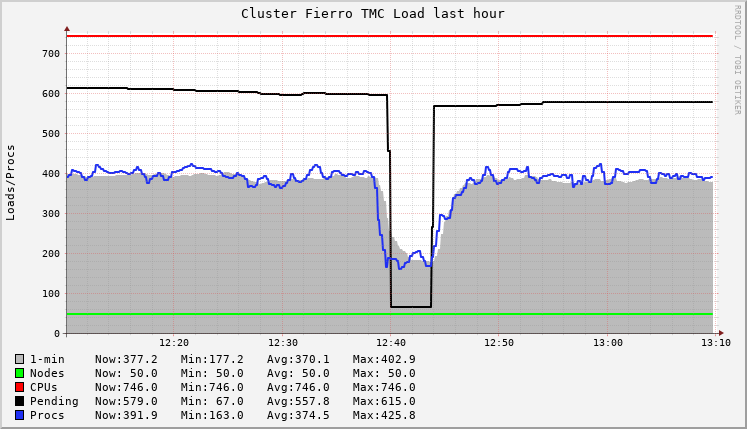 Cluster Fierro TMC Load last hour
RRDTOOL / TOBI OETIKER
Loads/Procs
700
600
500
400
300
200
100
0
12:20 12:30 12:40 12:50 13:00 13:10
1-min Now:377.2 Min:177.2 Avg:370.1 Max:402.9
Nodes Now: 50.0 Min: 50.0 Avg: 50.0 Max: 50.0
CPUs Now:746.0 Min:746.0 Avg:746.0 Max:746.0
Pending Now:579.0 Min: 67.0 Avg:557.8 Max:615.0
Procs Now:391.9 Min:163.0 Avg:374.5 Max:425.8